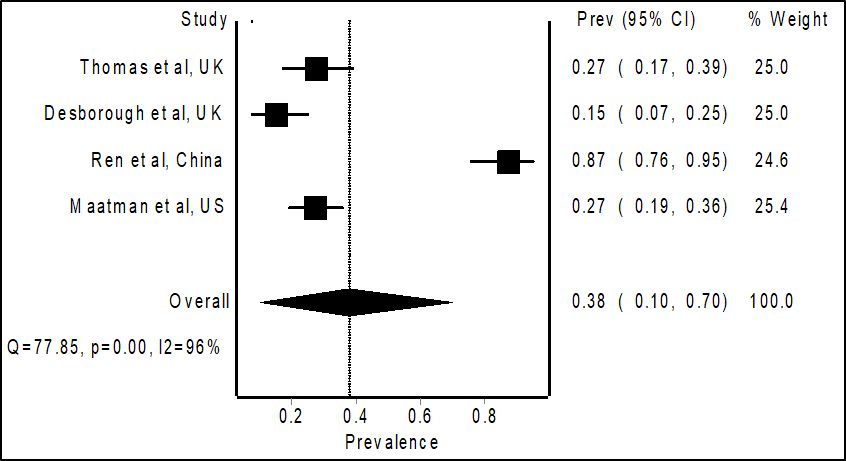 Study Prev (95% CI) % Weight
Thomas et al, UK 0.27 ( 0.17, 0.39) 25.0
Desborough et al, UK 0.15 ( 0.07, 0.25) 25.0
Ren et al, China 0.87 ( 0.76, 0.95) 24.6
Maatman et al, US 0.27 ( 0.19, 0.36) 25.4
Overall 0.38 ( 0.10, 0.70) 100.0
Q=77.85, p=0.00, I2=96%
0.2 0.4 0.6 0.8
Prevalence